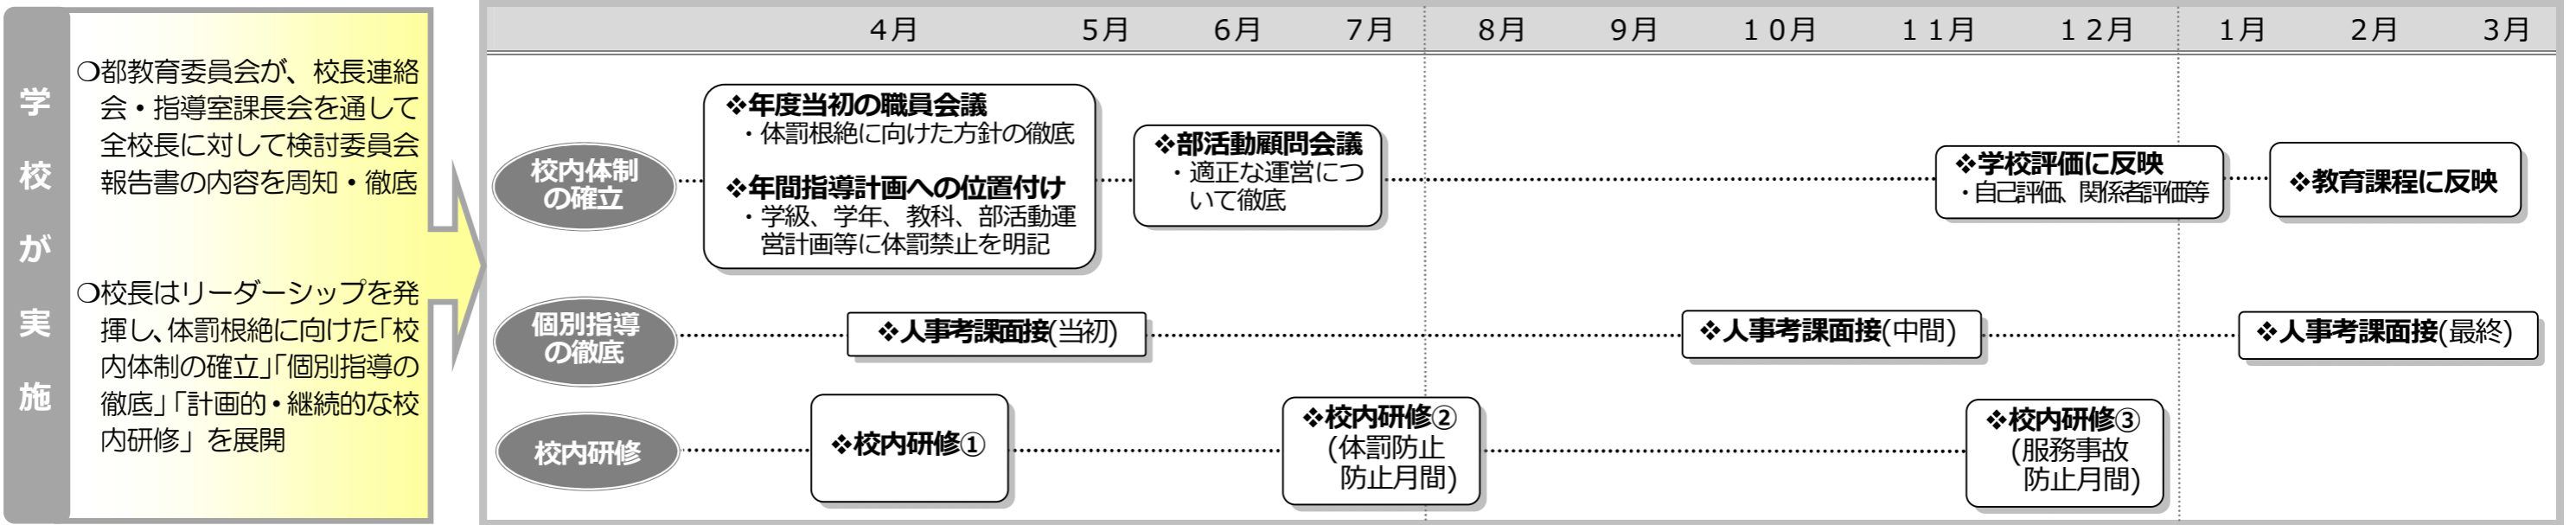 学校が実施
❍都教育委員会が、校長連絡
会・指導室課長会を通して
全校長に対して検討委員会
報告書の内容を周知・徹底
❍校長はリーダーシップを発
揮し、体罰根絶に向けた「校
内体制の確立」「個別指導の
徹底」「計画的・継続的な校
内研修」を展開
4月 5月 6月 7月 8月 9月 10月 11月 12月 1月 2月 3月
校内体制
の確立
❖年度当初の職員会議
・体罰根絶に向けた方針の徹底
❖年間指導計画への位置付け
・学級、学年、教科、部活動運
営計画等に体罰禁止を明記
❖部活動顧問会議
・適正な運営につ
いて徹底
❖学校評価に反映
・自己評価、関係者評価等
❖教育課程に反映
個別指導
の徹底
❖人事考課面接(当初)
❖人事考課面接(中間)
❖人事考課面接(最終)
校内研修
❖校内研修①
❖校内研修②
(体罰防止
防止月間)
❖校内研修③
(服務事故
防止月間)